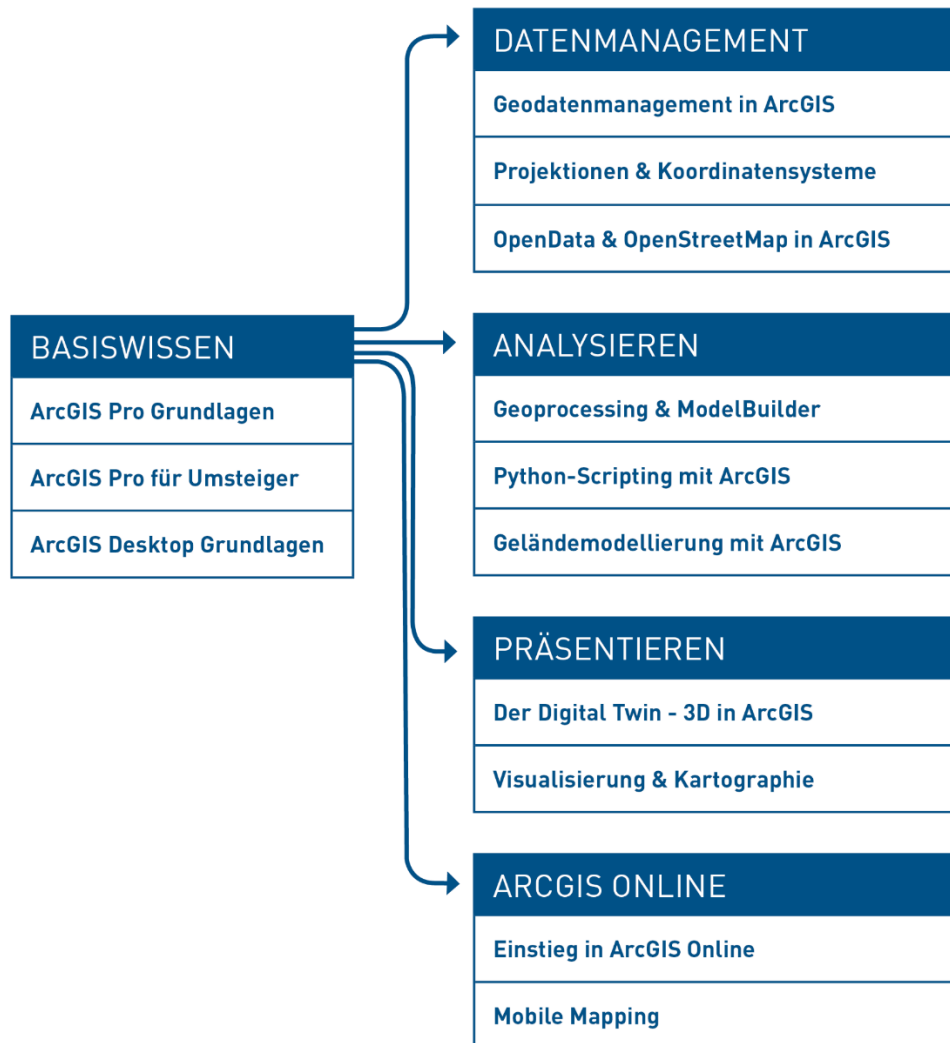 BASISWISSEN
ArcGIS Pro Grundlagen
ArcGIS Pro für Umsteiger
ArcGIS Desktop Grundlagen
DATENMANAGEMENT
Geodatenmanagement in ArcGIS
Projektionen & Koordinatensysteme
OpenData & OpenStreetMap in ArcGIS
ANALYSIEREN
Geoprocessing & ModelBuilder
Python-Scripting mit ArcGIS
Geländemodellierung mit ArcGIS
PRÄSENTIEREN
Der Digital Twin - 3D in ArcGIS
Visualisierung & Kartographie
ARCGIS ONLINE
Einstieg in ArcGIS Online
Mobile Mapping